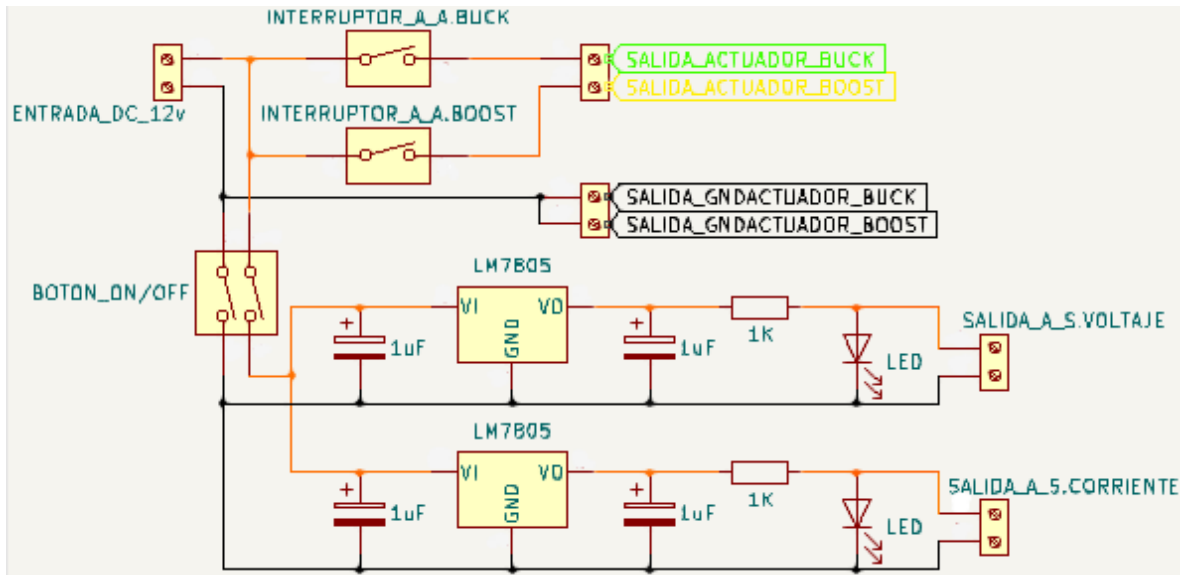 INTERRUPTOR_A_A.BUCK
SALIDA_ACTUADOR_BUCK
SALIDA_ACTUADOR_BOOST
ENTRADA_DC_12v
INTERRUPTOR_A_A.BOOST
SALIDA_GNDACTUADOR_BUCK
SALIDA_GNDACTUADOR_BOOST
BOTON_ON/OFF
LM7805
VI
VO
GND
+
1uF
+
1uF
1K
LED
SALIDA_A_S.VOLTAJE
LM7805
VI
VO
GND
+
1uF
+
1uF
1K
LED
SALIDA_A_S.CORRIENTE